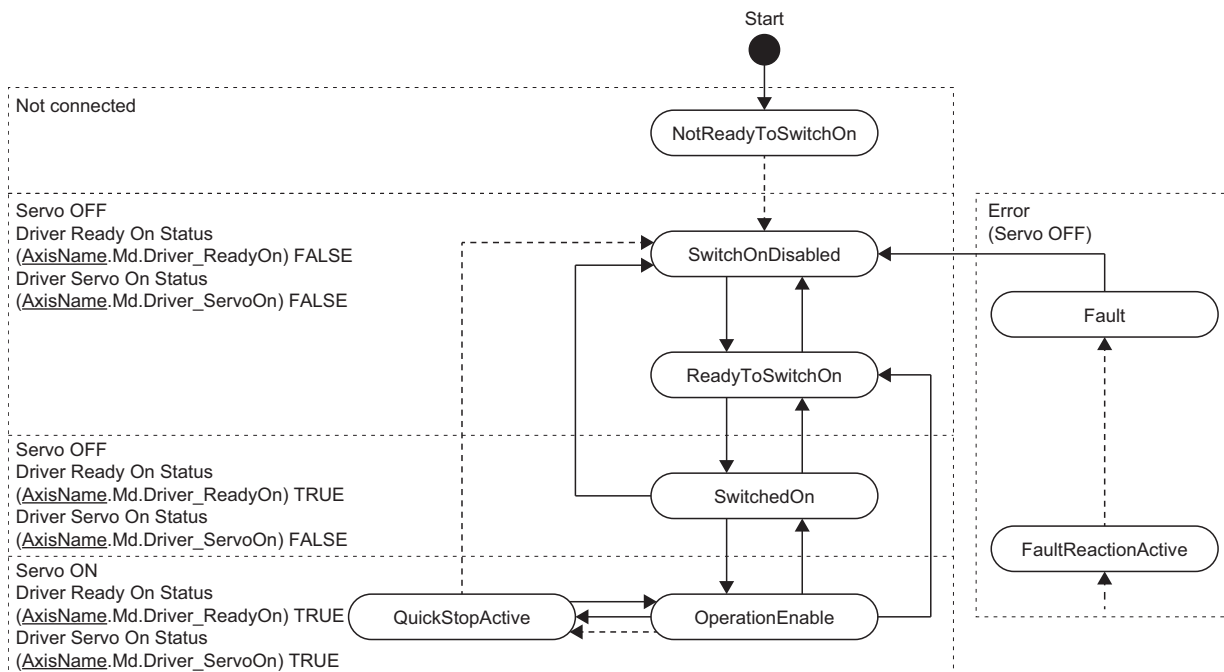 Start
Not connected
NotReadyToSwitchOn
Servo OFF
Driver Ready On Status
(AxisName.Md.Driver_ReadyOn) FALSE
Driver Servo On Status
(AxisName.Md.Driver_ServoOn) FALSE
SwitchOnDisabled
ReadyToSwitchOn
Error
(Servo OFF)
Fault
Servo OFF
Driver Ready On Status
(AxisName.Md.Driver_ReadyOn) TRUE
Driver Servo On Status
(AxisName.Md.Driver_ServoOn) FALSE
SwitchedOn
FaultReactionActive
Servo ON
Driver Ready On Status
(AxisName.Md.Driver_ReadyOn) TRUE
Driver Servo On Status
(AxisName.Md.Driver_ServoOn) TRUE
QuickStopActive
OperationEnable